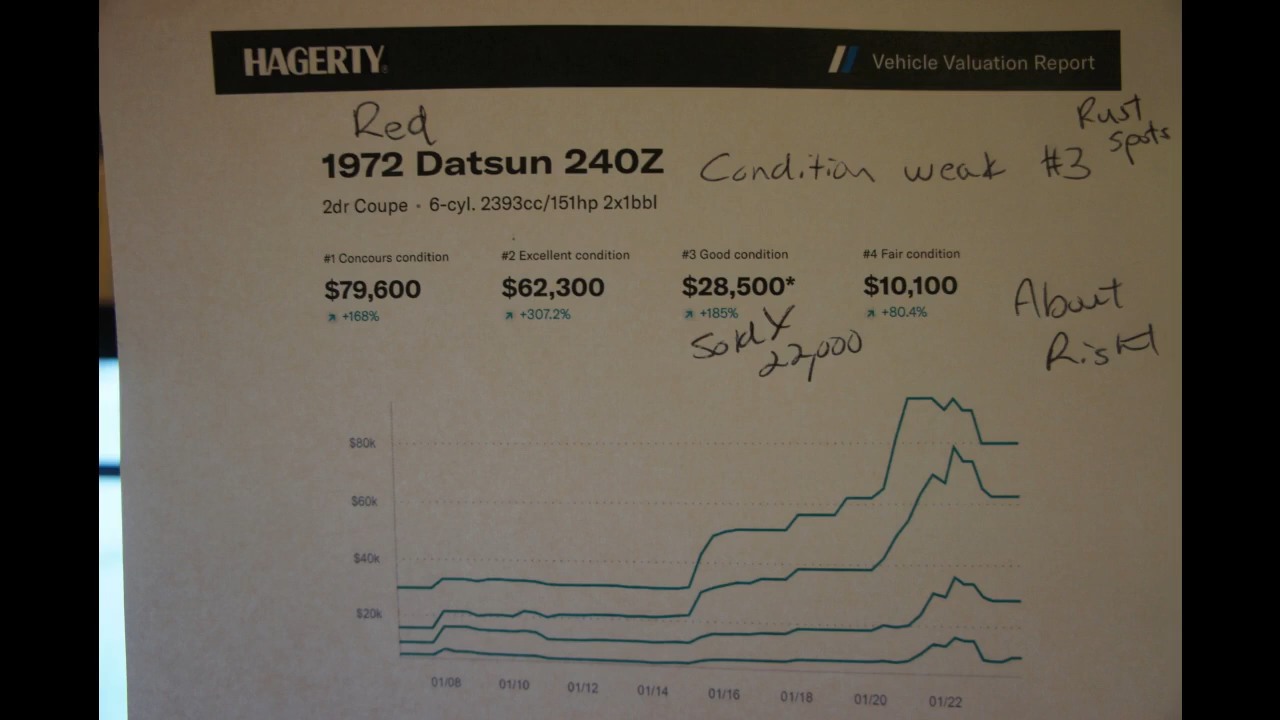 HAGERTY®
Vehicle Valuation Report
Rust
spots
Red
1972 Datsun 240Z
Condition weak #3
2dr Coupe • 6-cyl. 2393cc/151hp 2x1bbl
#1 Concours condition
$79,600
+168%
#2 Excellent condition
$62,300
+307.2%
#3 Good condition
$28,500*
+185%
#4 Fair condition
$10,100
+80.4%
About
Sold
22,000
$80k
$60k
$40k
$20k
01/08 01/10 01/12 01/14 01/16 01/18 01/20 01/22